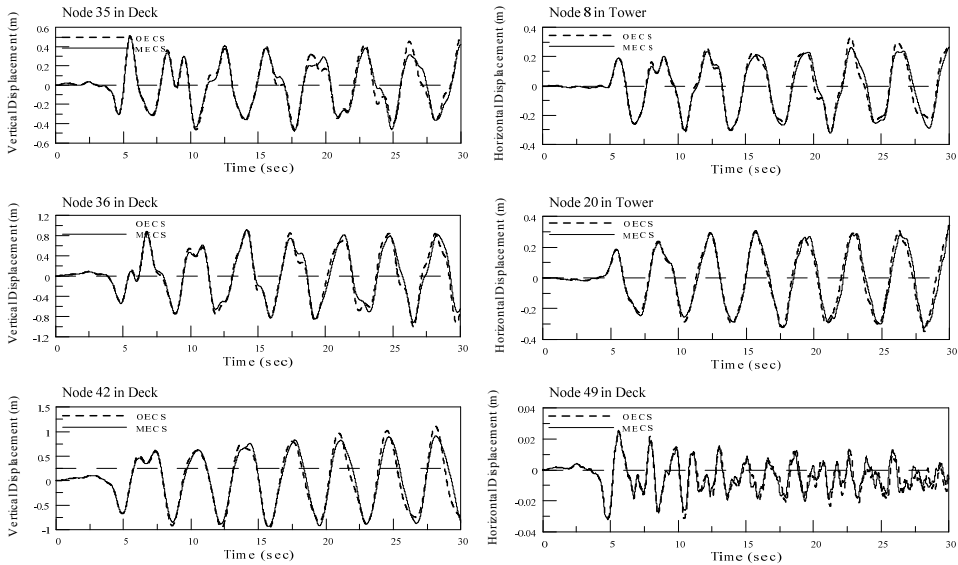 Node 35 in Deck
Vertical Displacement (m)
0.6
0.4
0.2
0
-0.2
-0.4
-0.6
OECS
MECS
0 5 10 15 20 25 30
Time (sec)
Node 8 in Tower
Horizontal Displacement (m)
0.4
0.2
0
-0.2
-0.4
OECS
MECS
0 5 10 15 20 25 30
Time (sec)
Node 36 in Deck
Vertical Displacement (m)
1.2
0.8
0.4
0
-0.4
-0.8
-1.2
OECS
MECS
0 5 10 15 20 25 30
Time (sec)
Node 20 in Tower
Horizontal Displacement (m)
0.4
0.2
0
-0.2
-0.4
OECS
MECS
0 5 10 15 20 25 30
Time (sec)
Node 42 in Deck
Vertical Displacement (m)
1.5
1
0.5
0
-0.5
-1
OECS
MECS
0 5 10 15 20 25 30
Time (sec)
Node 49 in Deck
Horizontal Displacement (m)
0.04
0.02
0
-0.02
-0.04
OECS
MECS
0 5 10 15 20 25 30
Time (sec)